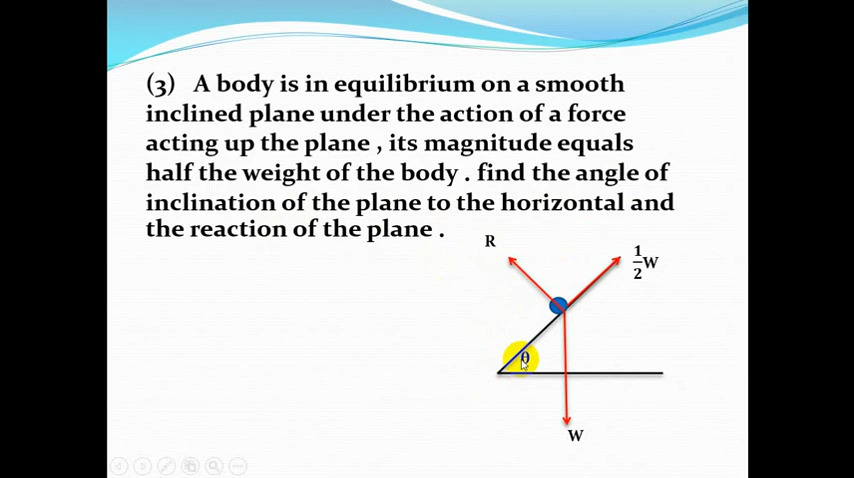 (3) A body is in equilibrium on a smooth
inclined plane under the action of a force
acting up the plane , its magnitude equals
half the weight of the body . find the angle of
inclination of the plane to the horizontal and
the reaction of the plane .
R
1/2 W
θ
W